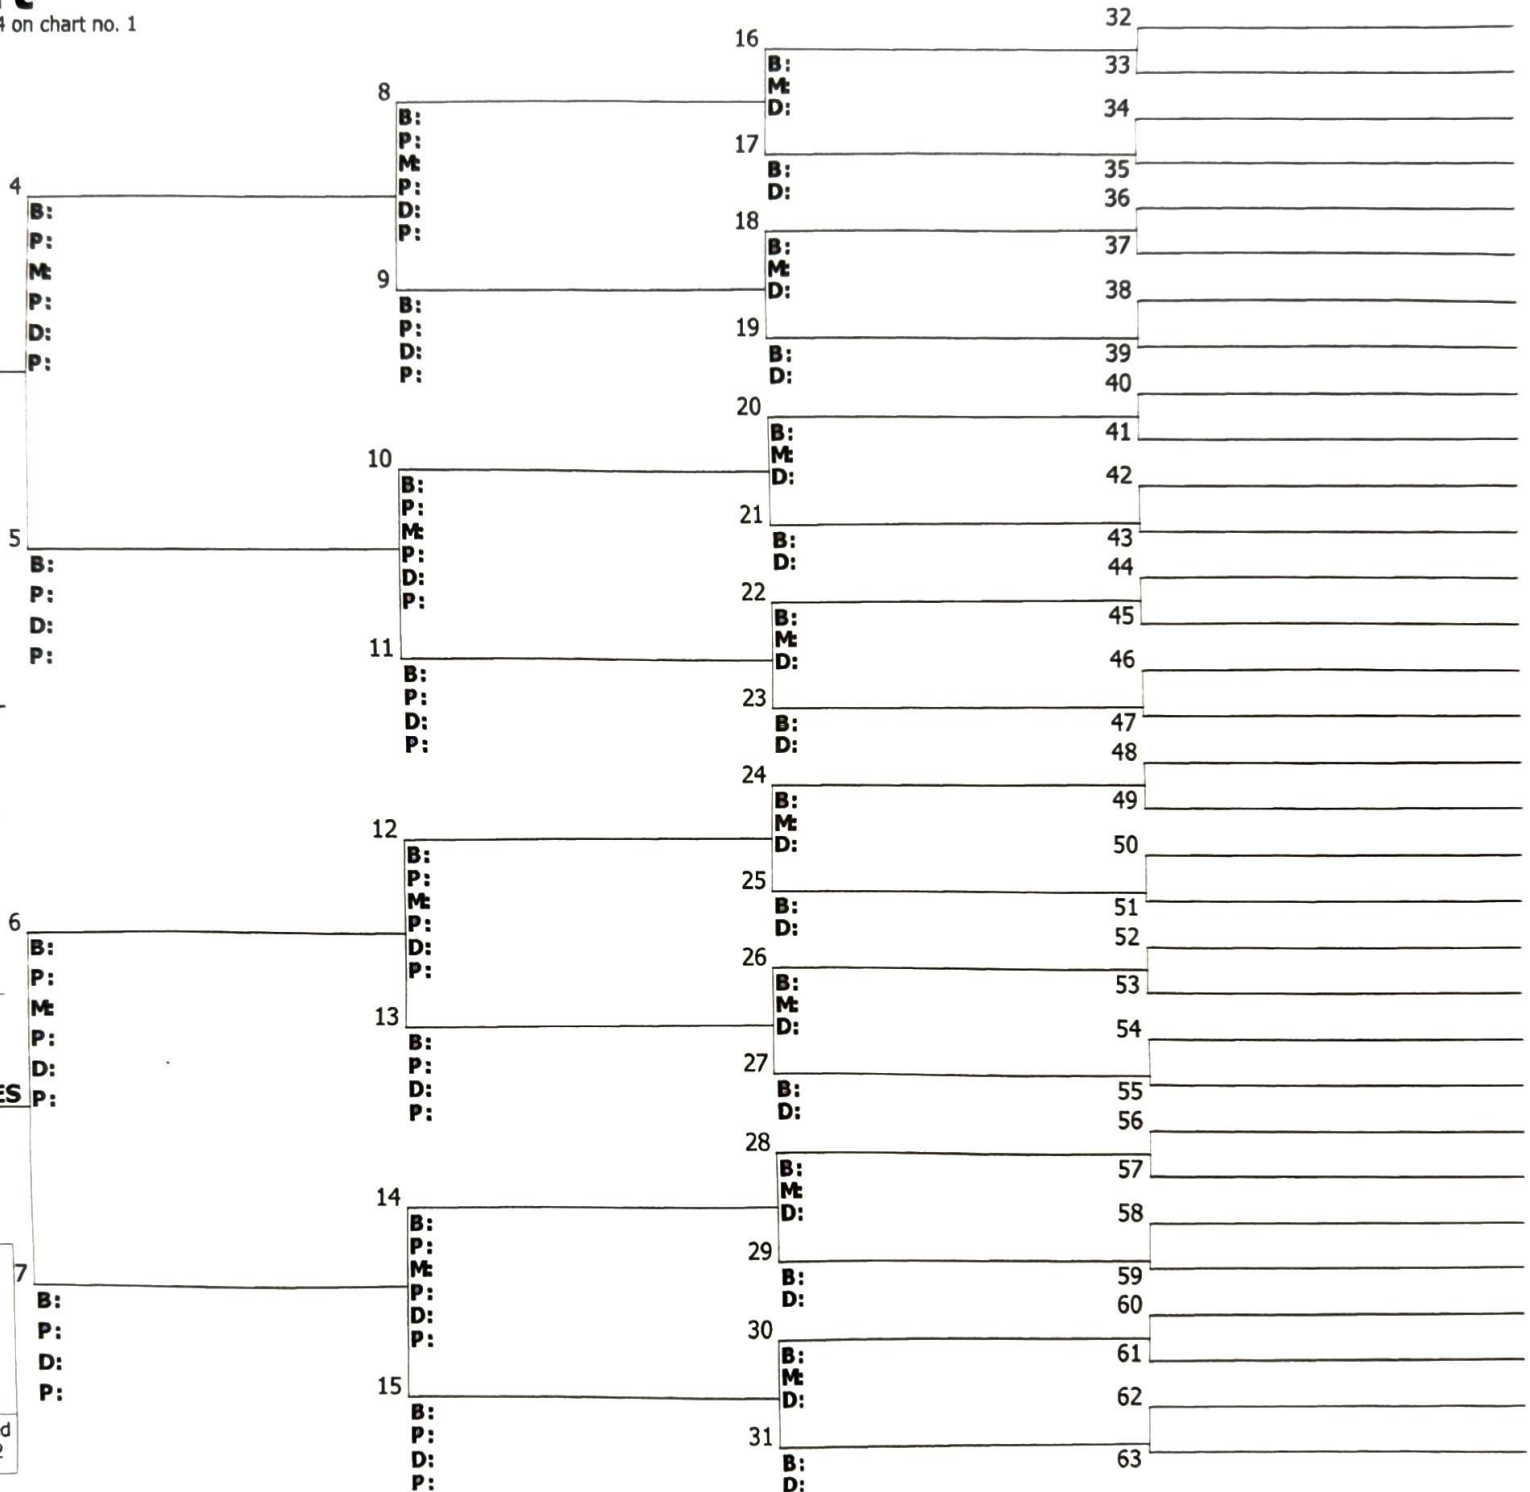 4 on chart no. 1
4
B:
P:
M:
P:
D:
P:
5
B:
P:
D:
P:
6
B:
P:
M:
P:
D:
P:
ES
7
B:
P:
D:
P:
8
B:
P:
M:
P:
D:
P:
9
B:
P:
D:
P:
10
B:
P:
M:
P:
D:
P:
11
B:
P:
D:
P:
12
B:
P:
M:
P:
D:
P:
13
B:
P:
D:
P:
14
B:
P:
M:
P:
D:
P:
15
B:
P:
D:
P:
16
B:
M:
D:
17
B:
D:
18
B:
M:
D:
19
B:
D:
20
B:
M:
D:
21
B:
D:
22
B:
M:
D:
23
B:
D:
24
B:
M:
D:
25
B:
D:
26
B:
M:
D:
27
B:
D:
28
B:
M:
D:
29
B:
D:
30
B:
M:
D:
31
B:
D:
32
33
34
35
36
37
38
39
40
41
42
43
44
45
46
47
48
49
50
51
52
53
54
55
56
57
58
59
60
61
62
63